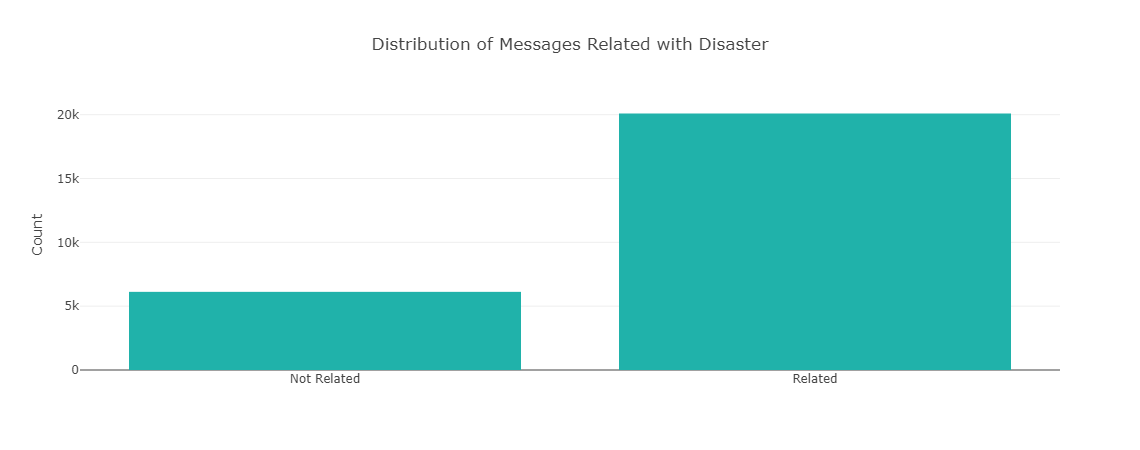 Distribution of Messages Related with Disaster
20k
15k
10k
5k
0
Count
Not Related
Related